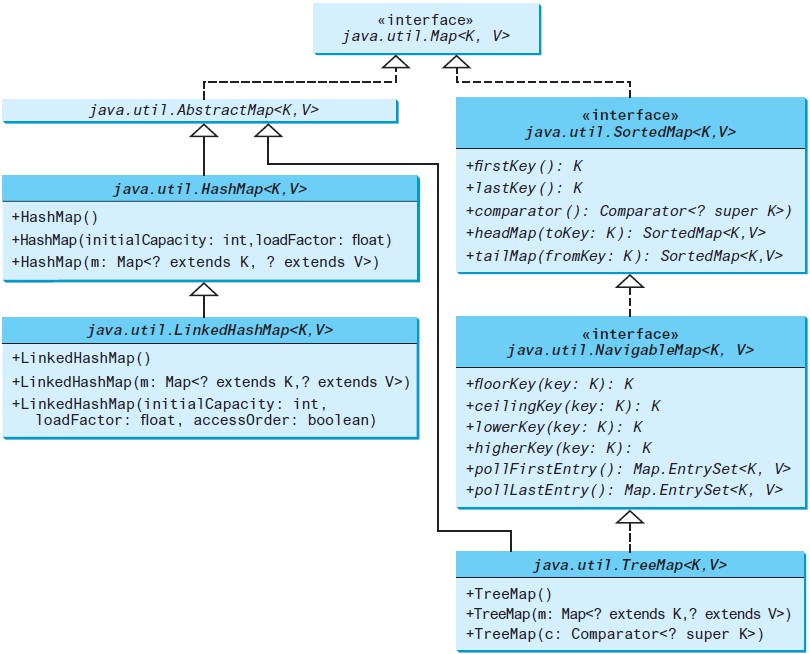 «interface»
java.util.Map<K, V>
java.util.AbstractMap<K,V>
«interface»
java.util.SortedMap<K,V>
+firstKey(): K
+lastKey(): K
+comparator(): Comparator<? super K>)
+headMap(toKey: K): SortedMap<K,V>
+tailMap(fromKey: K): SortedMap<K,V>
java.util.HashMap<K,V>
+HashMap()
+HashMap(initialCapacity: int,loadFactor: float)
+HashMap(m: Map<? extends K, ? extends V>)
java.util.LinkedHashMap<K,V>
+LinkedHashMap()
+LinkedHashMap(m: Map<? extends K,? extends V>)
+LinkedHashMap(initialCapacity: int,
loadFactor: float, accessOrder: boolean)
«interface»
java.util.NavigableMap<K, V>
+floorKey(key: K): K
+ceilingKey(key: K): K
+lowerKey(key: K): K
+higherKey(key: K): K
+pollFirstEntry(): Map.EntrySet<K, V>
+pollLastEntry(): Map.EntrySet<K, V>
java.util.TreeMap<K,V>
+TreeMap()
+TreeMap(m: Map<? extends K,? extends V>)
+TreeMap(c: Comparator<? super K>)